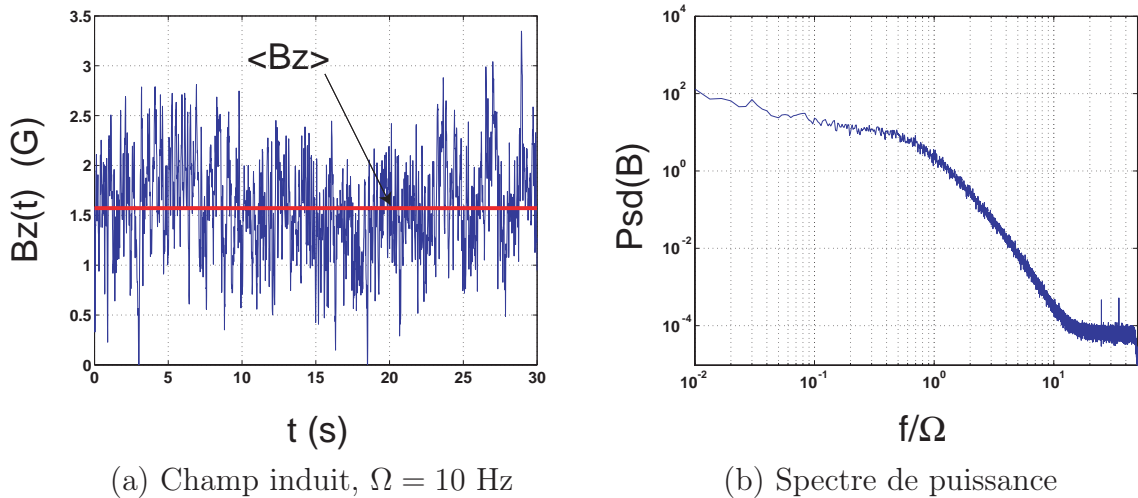 3.5
3
2.5
2
1.5
1
0.5
0
Bz(t) (G)
<Bz>
0 5 10 15 20 25 30
t (s)
(a) Champ induit, Ω = 10 Hz
10^4
10^2
10^0
10^-2
10^-4
Psd(B)
10^-2 10^-1 10^0 10^1
f/Ω
(b) Spectre de puissance